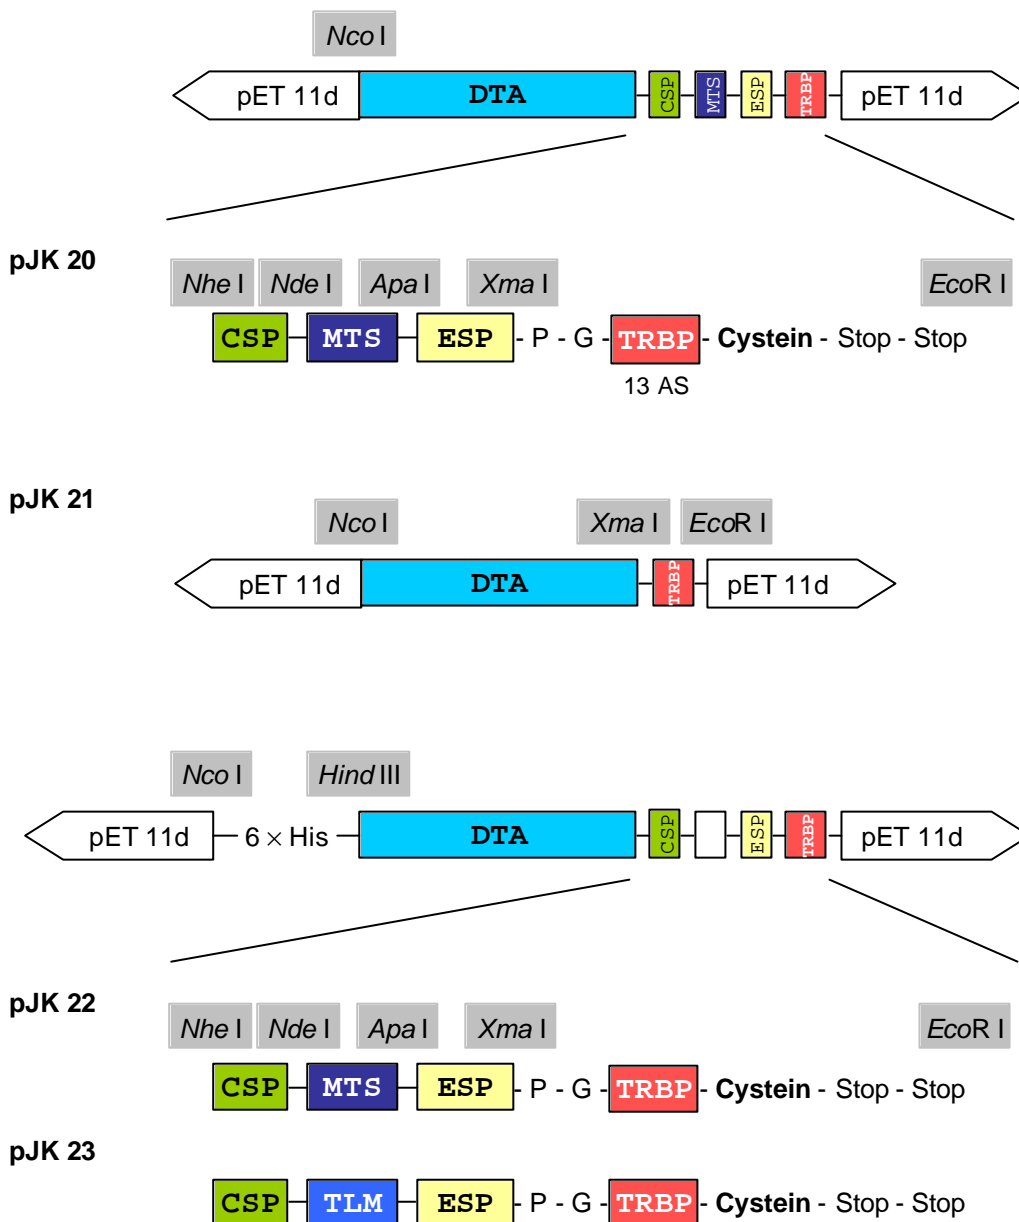 Nco I
pET 11d DTA CSP MTS ESP TRBP pET 11d
pJK 20
Nhe I Nde I Apa I Xma I EcoR I
CSP MTS ESP - P - G - TRBP - Cystein - Stop - Stop
13 AS
pJK 21
Nco I Xma I EcoR I
pET 11d DTA TRBP pET 11d
Nco I Hind III
pET 11d 6 × His DTA CSP ESP TRBP pET 11d
pJK 22
Nhe I Nde I Apa I Xma I EcoR I
CSP MTS ESP - P - G - TRBP - Cystein - Stop - Stop
pJK 23
CSP TLM ESP - P - G - TRBP - Cystein - Stop - Stop